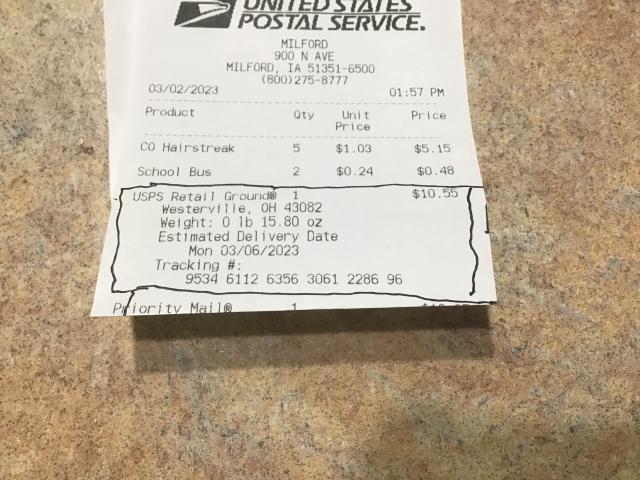 UNITED STATES
POSTAL SERVICE.
MILFORD
900 N AVE
MILFORD, IA 51351-6500
(800)275-8777
03/02/2023 01:57 PM
Product Qty Unit Price
Price
CO Hairstreak 5 $1.03 $5.15
School Bus 2 $0.24 $0.48
USPS Retail Ground® 1 $10.55
Westerville, OH 43082
Weight: 0 lb 15.80 oz
Estimated Delivery Date
Mon 03/06/2023
Tracking #:
9534 6112 6356 3061 2286 96
Priority Mail® 1